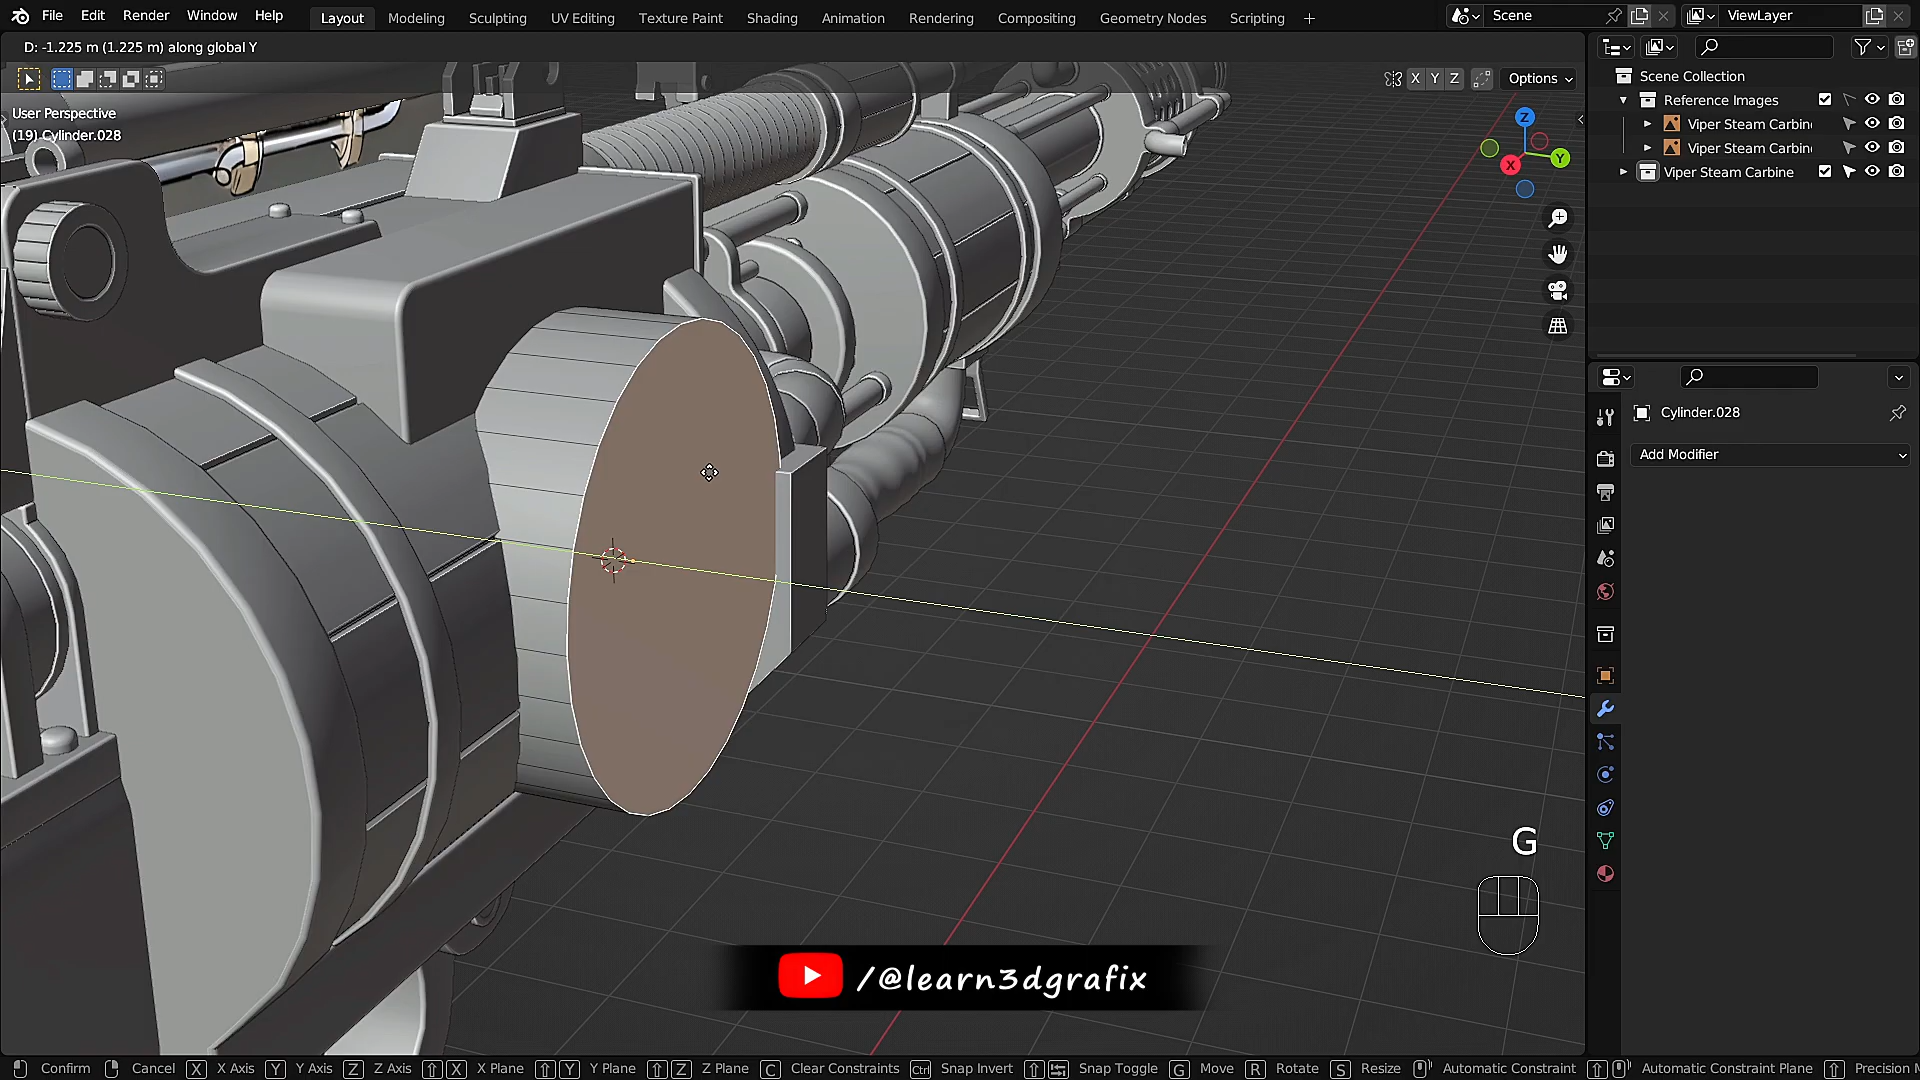 File Edit Render Window Help Layout Modeling Sculpting UV Editing Texture Paint Shading Animation Rendering Compositing Geometry Nodes Scripting + Scene ViewLayer
D: -1.225 m (1.225 m) along global Y
X Y Z Options
User Perspective
(19) Cylinder.028
Z
Y
X
Scene Collection
Reference Images
Viper Steam Carbin
Viper Steam Carbin
Viper Steam Carbine
Cylinder.028
Add Modifier
G
/@learn3dgrafix
Confirm Cancel X X Axis Y Y Axis Z Z Axis X X Plane Y Y Plane Z Z Plane C Clear Constraints Ctrl Snap Invert Snap Toggle G Move R Rotate S Resize Automatic Constraint Automatic Constraint Plane Precision M